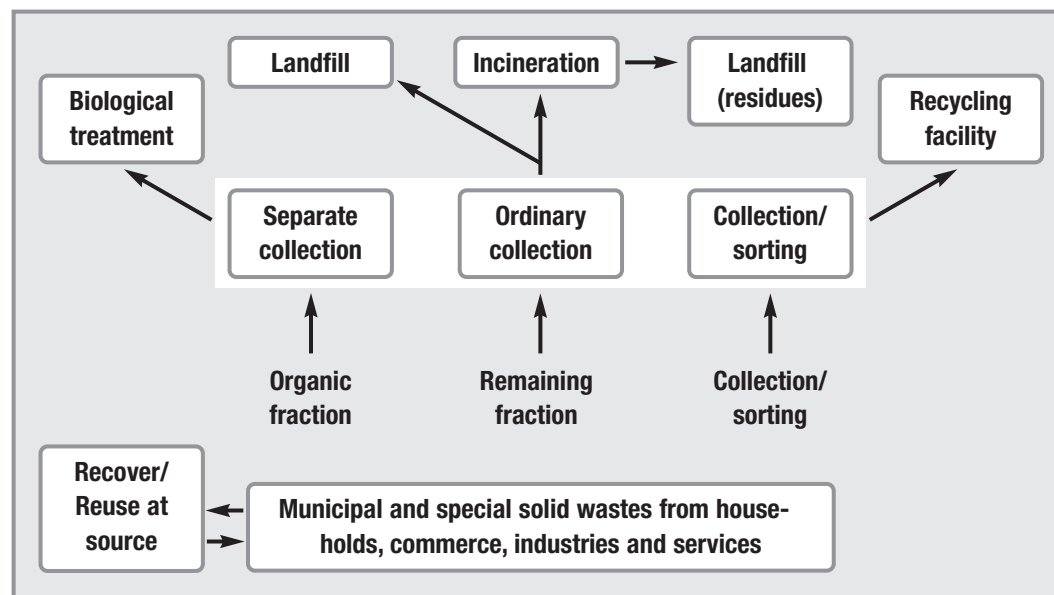 Landfill
Incineration
Landfill
(residues)
Biological
treatment
Recycling
facility
Separate
collection
Ordinary
collection
Collection/
sorting
Organic
fraction
Remaining
fraction
Collection/
sorting
Recover/
Reuse at
source
Municipal and special solid wastes from house-
holds, commerce, industries and services